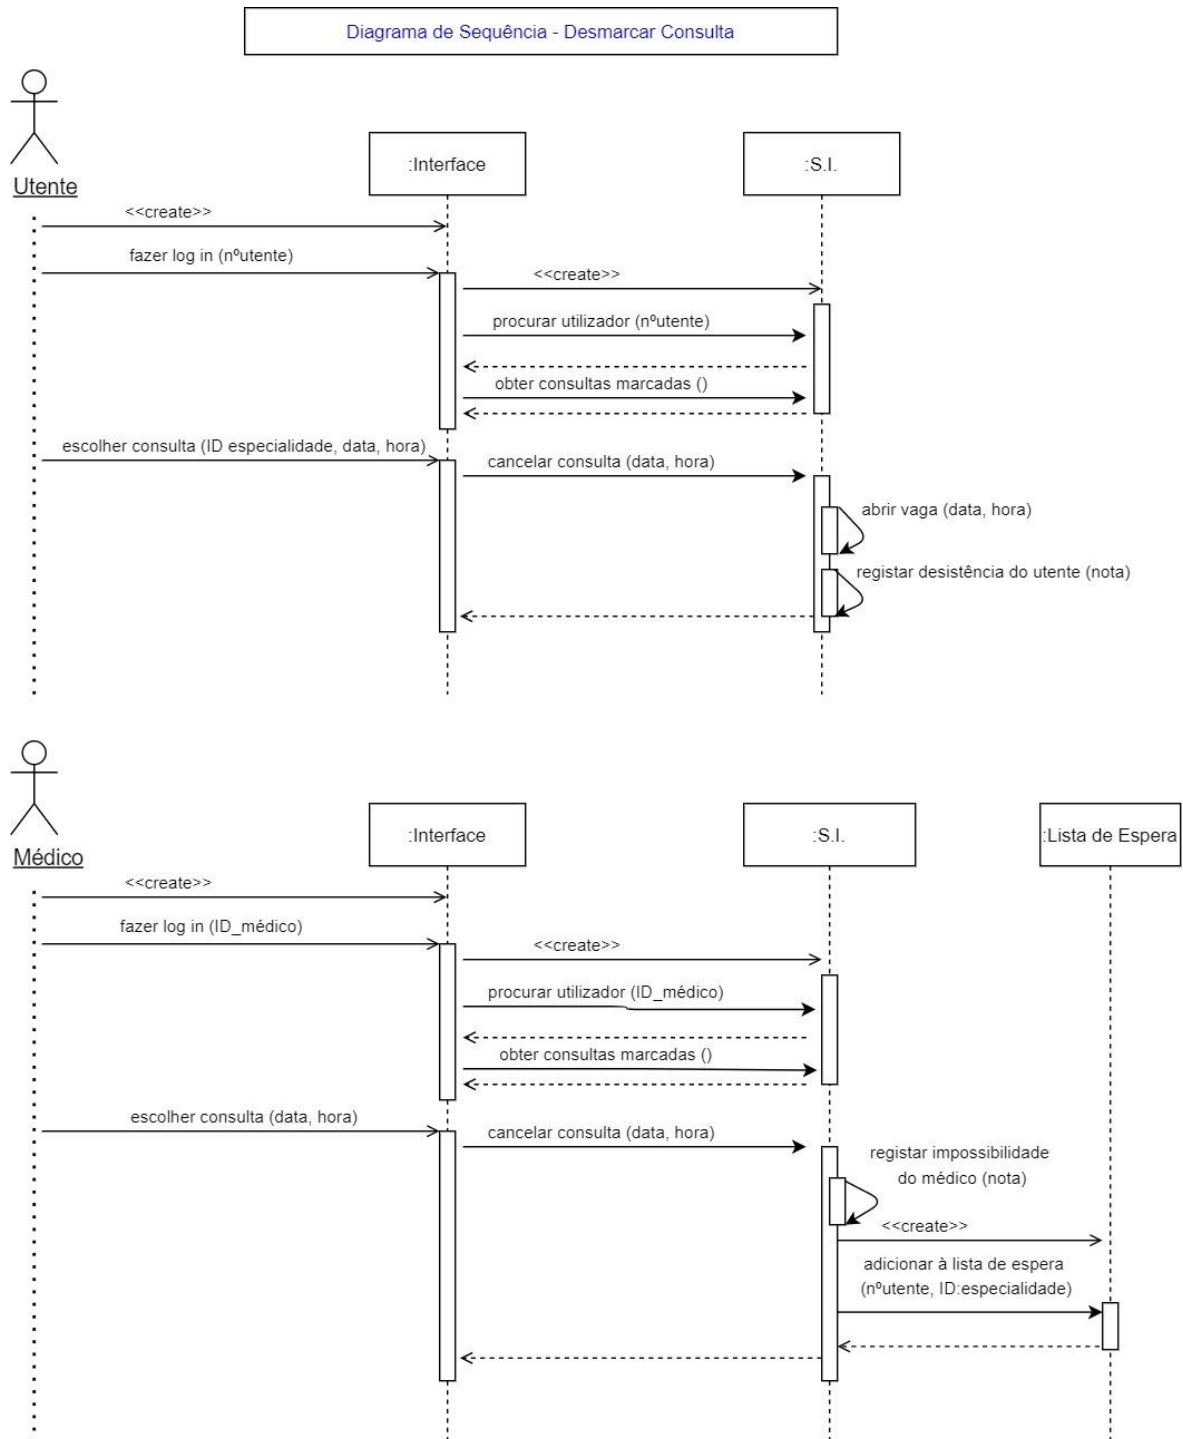 Diagrama de Sequência - Desmarcar Consulta
Utente
:Interface
:S.I.
<<create>>
fazer log in (nºutente)
<<create>>
procurar utilizador (nºutente)
obter consultas marcadas ()
escolher consulta (ID especialidade, data, hora)
cancelar consulta (data, hora)
abrir vaga (data, hora)
registar desistência do utente (nota)
Médico
:Interface
:S.I.
:Lista de Espera
<<create>>
fazer log in (ID_médico)
<<create>>
procurar utilizador (ID_médico)
obter consultas marcadas ()
escolher consulta (data, hora)
cancelar consulta (data, hora)
registar impossibilidade
do médico (nota)
<<create>>
adicionar à lista de espera
(nºutente, ID:especialidade)